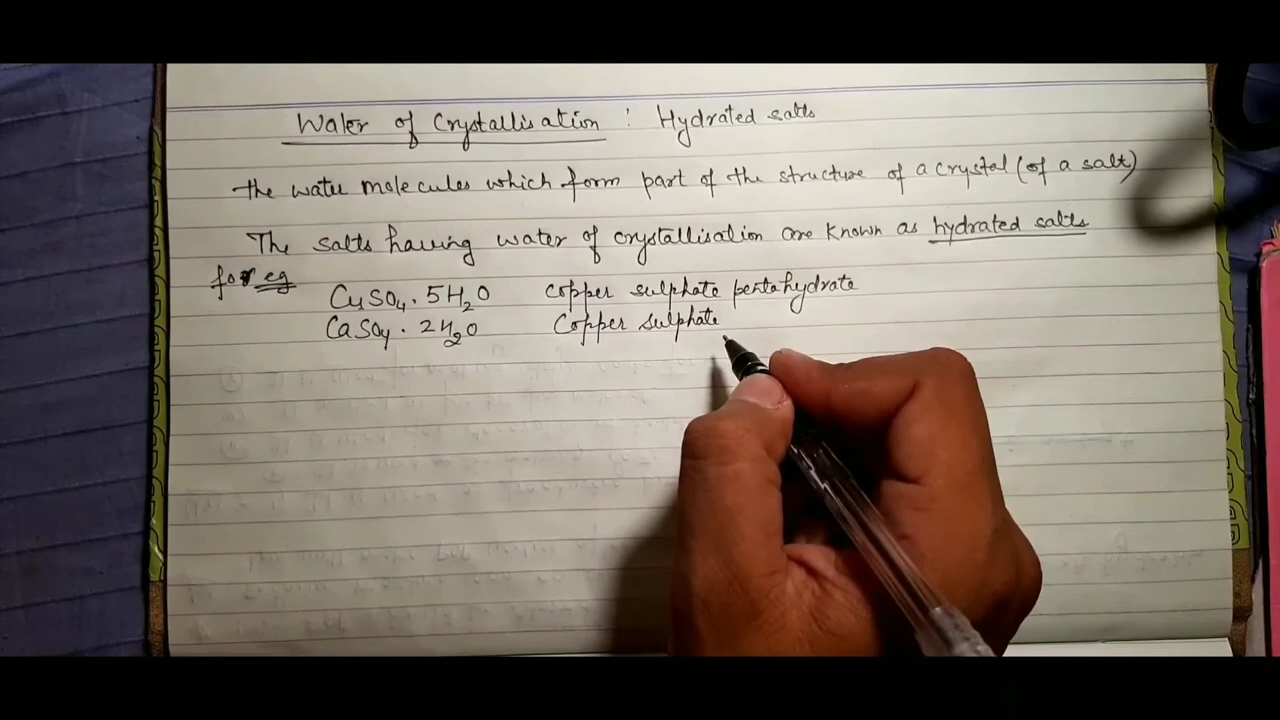 Water of Crystallisation : Hydrated salts
The water molecules which form part of the structure of a crystal (of a salt)
The salts having water of crystallisation are known as hydrated salts
for eg
CuSO4 . 5H2O Copper sulphate pentahydrate
CaSO4 . 2H2O Copper sulphate